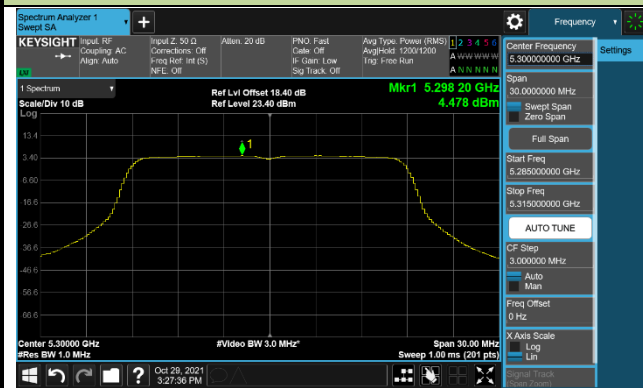 Spectrum Analyzer 1
Swept SA
Frequency
KEYSIGHT
Input: RF
Coupling: AC
Align: Auto
Input Z: 50 Ω
Corrections: Off
Freq Ref: Int (S)
NFE: Off
Atten: 20 dB
PNO: Fast
Gate: Off
IF Gain: Low
Sig Track: Off
Avg Type: Power (RMS)
Avg|Hold: 1200/1200
Trig: Free Run
1 2 3 4 5 6
A W W W W W
A N N N N N
LXI
1 Spectrum
Scale/Div 10 dB
Log
Ref Lvl Offset 18.40 dB
Ref Level 23.40 dBm
Mkr1 5.298 20 GHz
4.478 dBm
1
13.4
3.40
-6.60
-16.6
-26.6
-36.6
-46.6
-56.6
-66.6
Center 5.30000 GHz
#Res BW 1.0 MHz
#Video BW 3.0 MHz*
Span 30.00 MHz
Sweep 1.00 ms (201 pts)
Center Frequency
5.300000000 GHz
Settings
Span
30.0000000 MHz
Swept Span
Zero Span
Full Span
Start Freq
5.285000000 GHz
Stop Freq
5.315000000 GHz
AUTO TUNE
CF Step
3.000000 MHz
Auto
Man
Freq Offset
0 Hz
X Axis Scale
Log
Lin
Signal Track
(Span Zoom)
?
Oct 29, 2021
3:27:36 PM